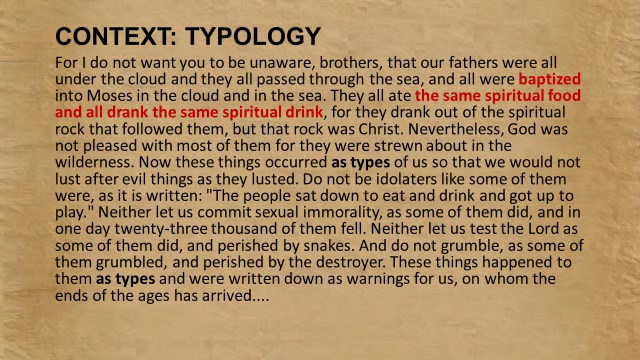 CONTEXT: TYPOLOGY
For I do not want you to be unaware, brothers, that our fathers were all
under the cloud and they all passed through the sea, and all were baptized
into Moses in the cloud and in the sea. They all ate the same spiritual food
and all drank the same spiritual drink, for they drank out of the spiritual
rock that followed them, but that rock was Christ. Nevertheless, God was
not pleased with most of them for they were strewn about in the
wilderness. Now these things occurred as types of us so that we would not
lust after evil things as they lusted. Do not be idolaters like some of them
were, as it is written: "The people sat down to eat and drink and got up to
play." Neither let us commit sexual immorality, as some of them did, and in
one day twenty-three thousand of them fell. Neither let us test the Lord as
some of them did, and perished by snakes. And do not grumble, as some of
them grumbled, and perished by the destroyer. These things happened to
them as types and were written down as warnings for us, on whom the
ends of the ages has arrived....